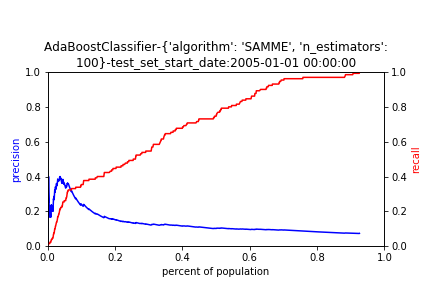 AdaBoostClassifier-{'algorithm': 'SAMME', 'n_estimators':
100}-test_set_start_date:2005-01-01 00:00:00
1.0
0.8
0.6
0.4
0.2
0.0
precision
1.0
0.8
0.6
0.4
0.2
0.0
recall
0.0 0.2 0.4 0.6 0.8 1.0
percent of population